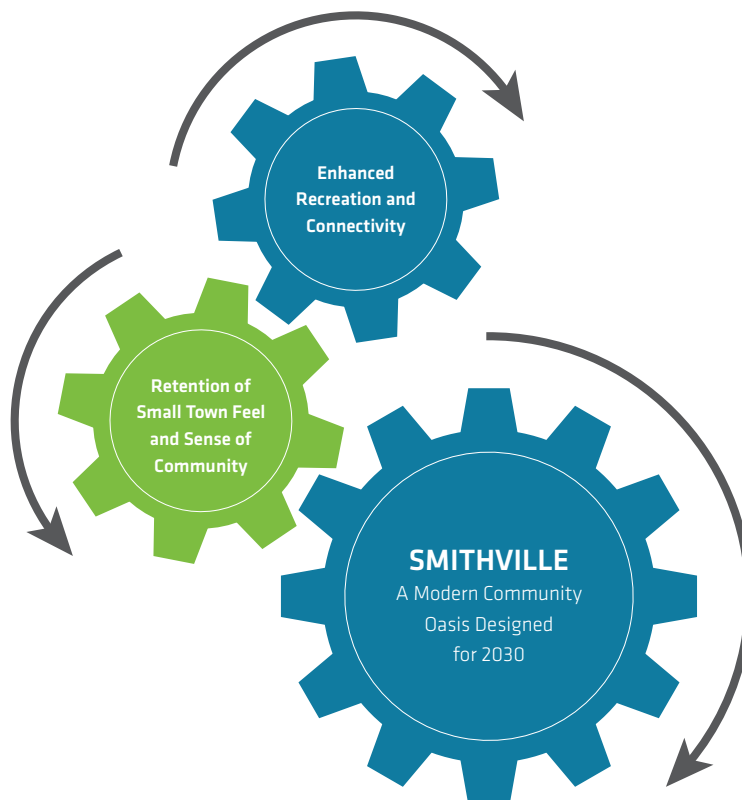 Enhanced
Recreation and
Connectivity
Retention of
Small Town Feel
and Sense of
Community
SMITHVILLE
A Modern Community
Oasis Designed
for 2030